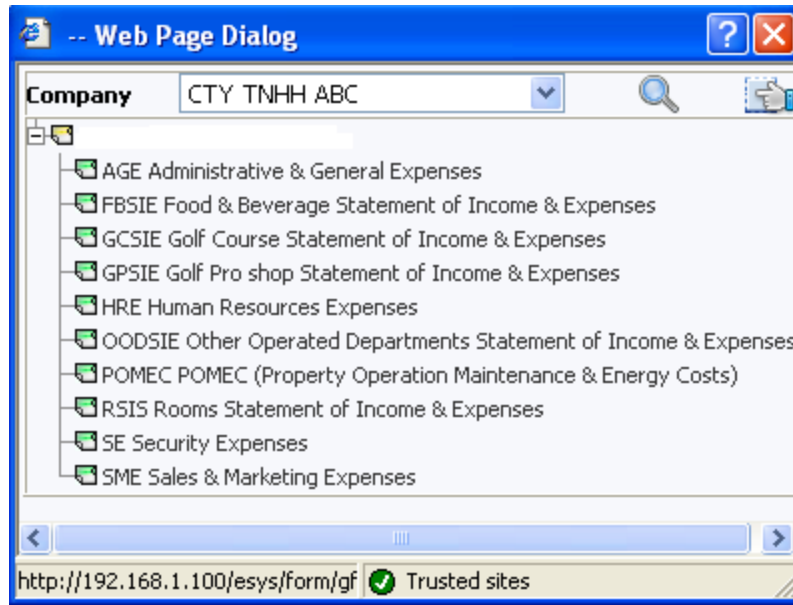 -- Web Page Dialog
Company CTY TNHH ABC
AGE Administrative & General Expenses
FBSIE Food & Beverage Statement of Income & Expenses
GCSIE Golf Course Statement of Income & Expenses
GPSIE Golf Pro shop Statement of Income & Expenses
HRE Human Resources Expenses
OODSIE Other Operated Departments Statement of Income & Expenses
POMEC POMEC (Property Operation Maintenance & Energy Costs)
RSIS Rooms Statement of Income & Expenses
SE Security Expenses
SME Sales & Marketing Expenses
http://192.168.1.100/esys/form/gf Trusted sites